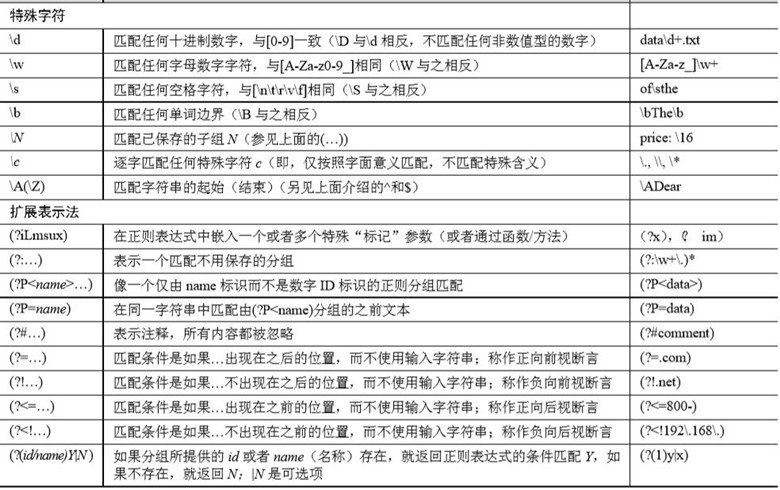 特殊字符
\d 匹配任何十进制数字，与[0-9]一致（\D 与\d 相反，不匹配任何非数值型的数字） data\d+.txt
\w 匹配任何字母数字字符，与[A-Za-z0-9_]相同（\W 与之相反） [A-Za-z_]\w+
\s 匹配任何空格字符，与[\n\t\r\v\f]相同（\S 与之相反） of\sthe
\b 匹配任何单词边界（\B 与之相反） \bThe\b
\N 匹配已保存的子组 N（参见上面的(…)） price: \16
\c 逐字匹配任何特殊字符 c（即，仅按照字面意义匹配，不匹配特殊含义） \., \\, \*
\A(\Z) 匹配字符串的起始（结束）（另见上面介绍的^和$） \ADear
扩展表示法
(?iLmsux) 在正则表达式中嵌入一个或者多个特殊“标记”参数（或者通过函数/方法） （?x），（? im）
(?:…) 表示一个匹配不用保存的分组 (?:\w+\.)*
(?P<name>…) 像一个仅由 name 标识而不是数字 ID 标识的正则分组匹配 (?P<data>)
(?P=name) 在同一字符串中匹配由(?P<name)分组的之前文本 (?P=data)
(?#…) 表示注释，所有内容都被忽略 (?#comment)
(?=…) 匹配条件是如果…出现在之后的位置，而不使用输入字符串；称作正向前视断言 (?=.com)
(?!…) 匹配条件是如果…不出现在之后的位置，而不使用输入字符串；称作负向前视断言 (?!.net)
(?<=…) 匹配条件是如果…出现在之前的位置，而不使用输入字符串；称作正向后视断言 (?<=800-)
(?<!…) 匹配条件是如果…不出现在之前的位置，而不使用输入字符串；称作负向后视断言 (?<!192\.168\.)
(?(id/name)Y|N ) 如果分组所提供的 id 或者 name（名称）存在，就返回正则表达式的条件匹配 Y，如 (?(1)y|x)
果不存在，就返回 N；|N 是可选项